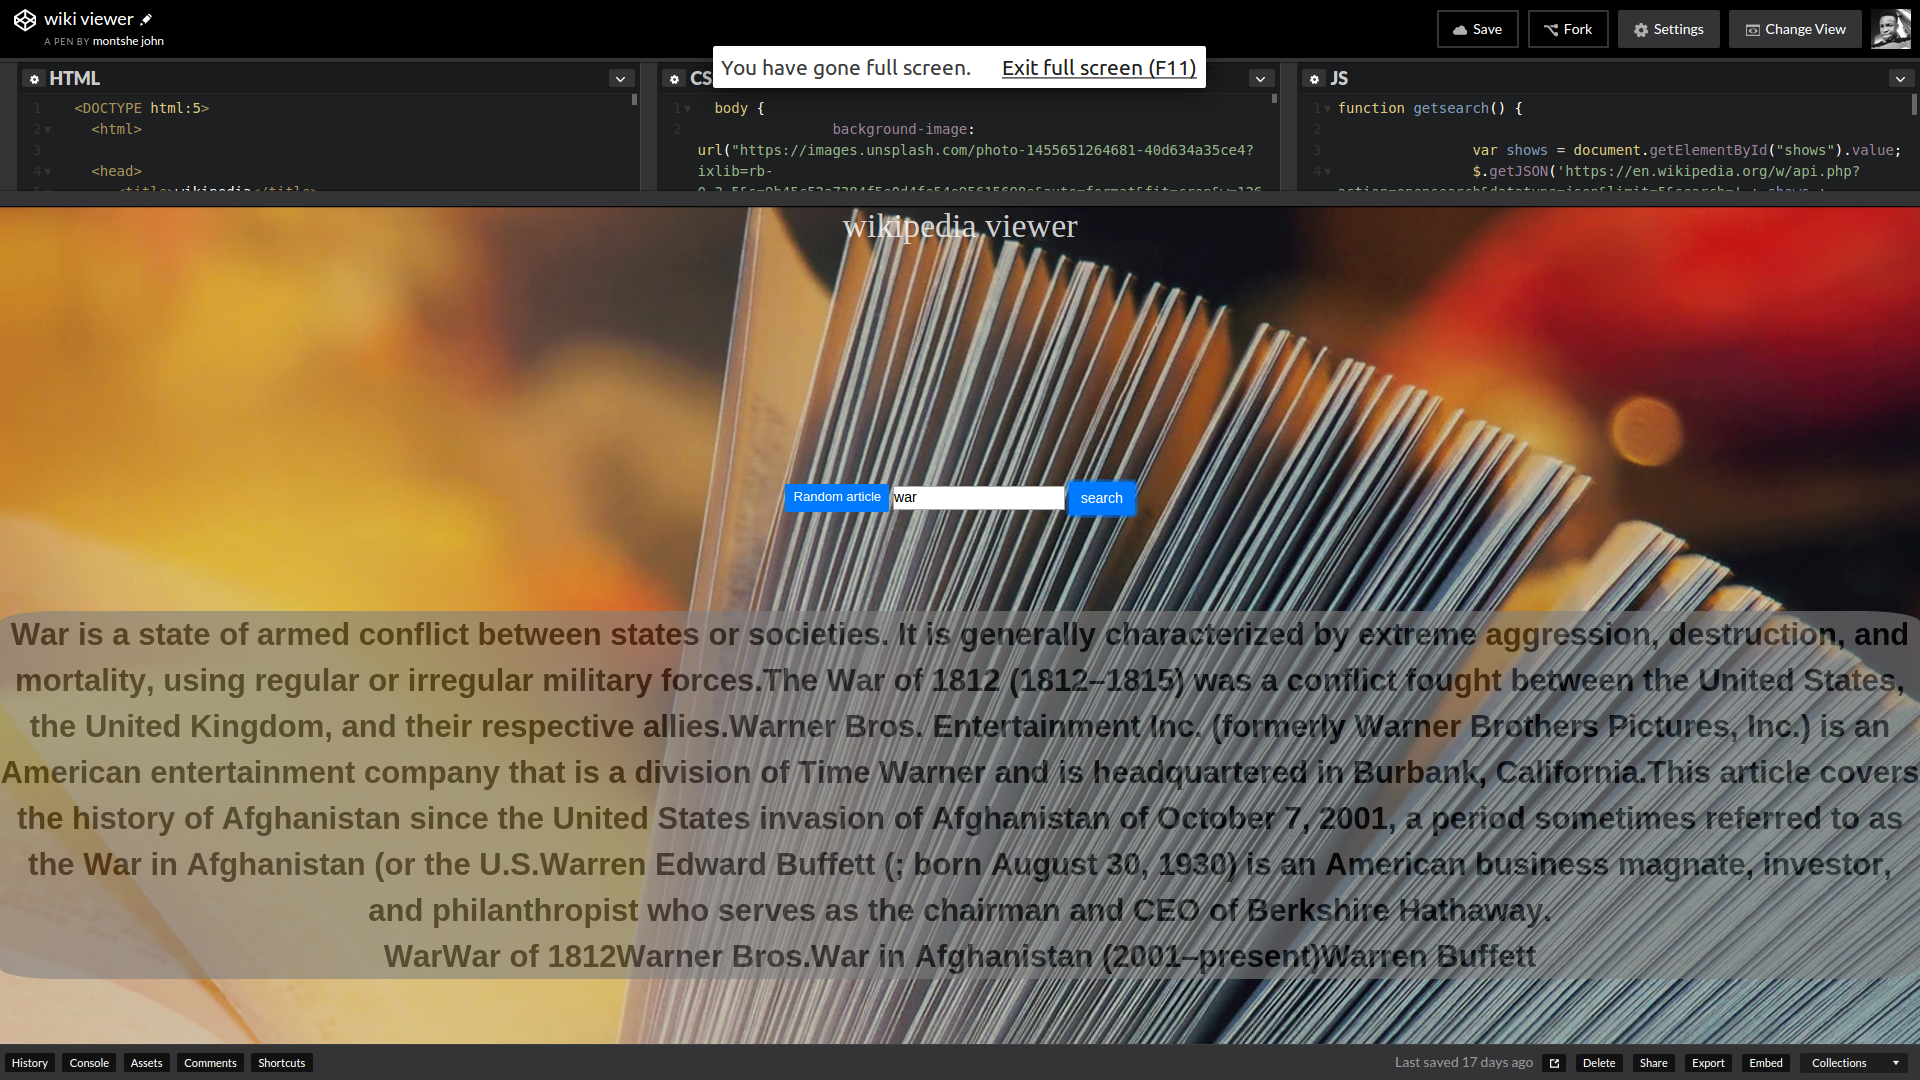 wiki viewer
A PEN BY montshe john
Save
Fork
Settings
Change View
You have gone full screen. Exit full screen (F11)
HTML
1 <DOCTYPE html:5>
2 <html>
3
4 <head>
<title>wikipedia</title>
CS
1 body {
2 background-image:
url("https://images.unsplash.com/photo-1455651264681-40d634a35ce4?
ixlib=rb-
JS
1 function getsearch() {
2
3 var shows = document.getElementById("shows").value;
4 $.getJSON('https://en.wikipedia.org/w/api.php?
wikipedia viewer
Random article war search
War is a state of armed conflict between states or societies. It is generally characterized by extreme aggression, destruction, and
mortality, using regular or irregular military forces.The War of 1812 (1812–1815) was a conflict fought between the United States,
the United Kingdom, and their respective allies.Warner Bros. Entertainment Inc. (formerly Warner Brothers Pictures, Inc.) is an
American entertainment company that is a division of Time Warner and is headquartered in Burbank, California.This article covers
the history of Afghanistan since the United States invasion of Afghanistan of October 7, 2001, a period sometimes referred to as
the War in Afghanistan (or the U.S.Warren Edward Buffett (; born August 30, 1930) is an American business magnate, investor,
and philanthropist who serves as the chairman and CEO of Berkshire Hathaway.
WarWar of 1812Warner Bros.War in Afghanistan (2001–present)Warren Buffett
History Console Assets Comments Shortcuts
Last saved 17 days ago Delete Share Export Embed Collections